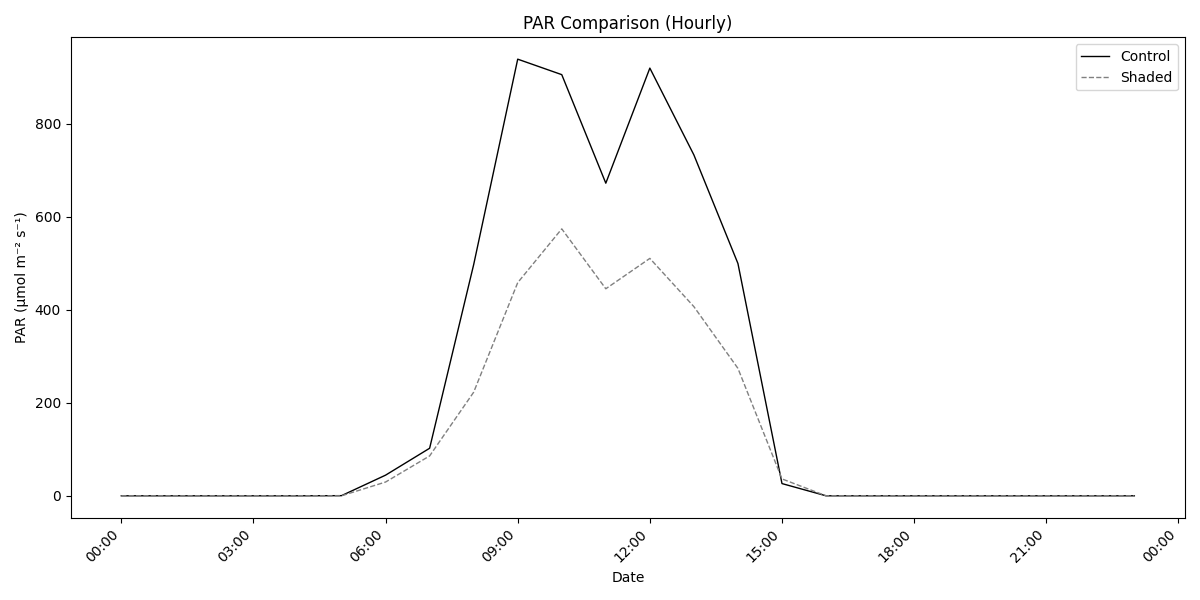 PAR Comparison (Hourly)
Control
Shaded
PAR (μmol m⁻² s⁻¹)
800
600
400
200
0
00:00
03:00
06:00
09:00
12:00
15:00
18:00
21:00
00:00
Date